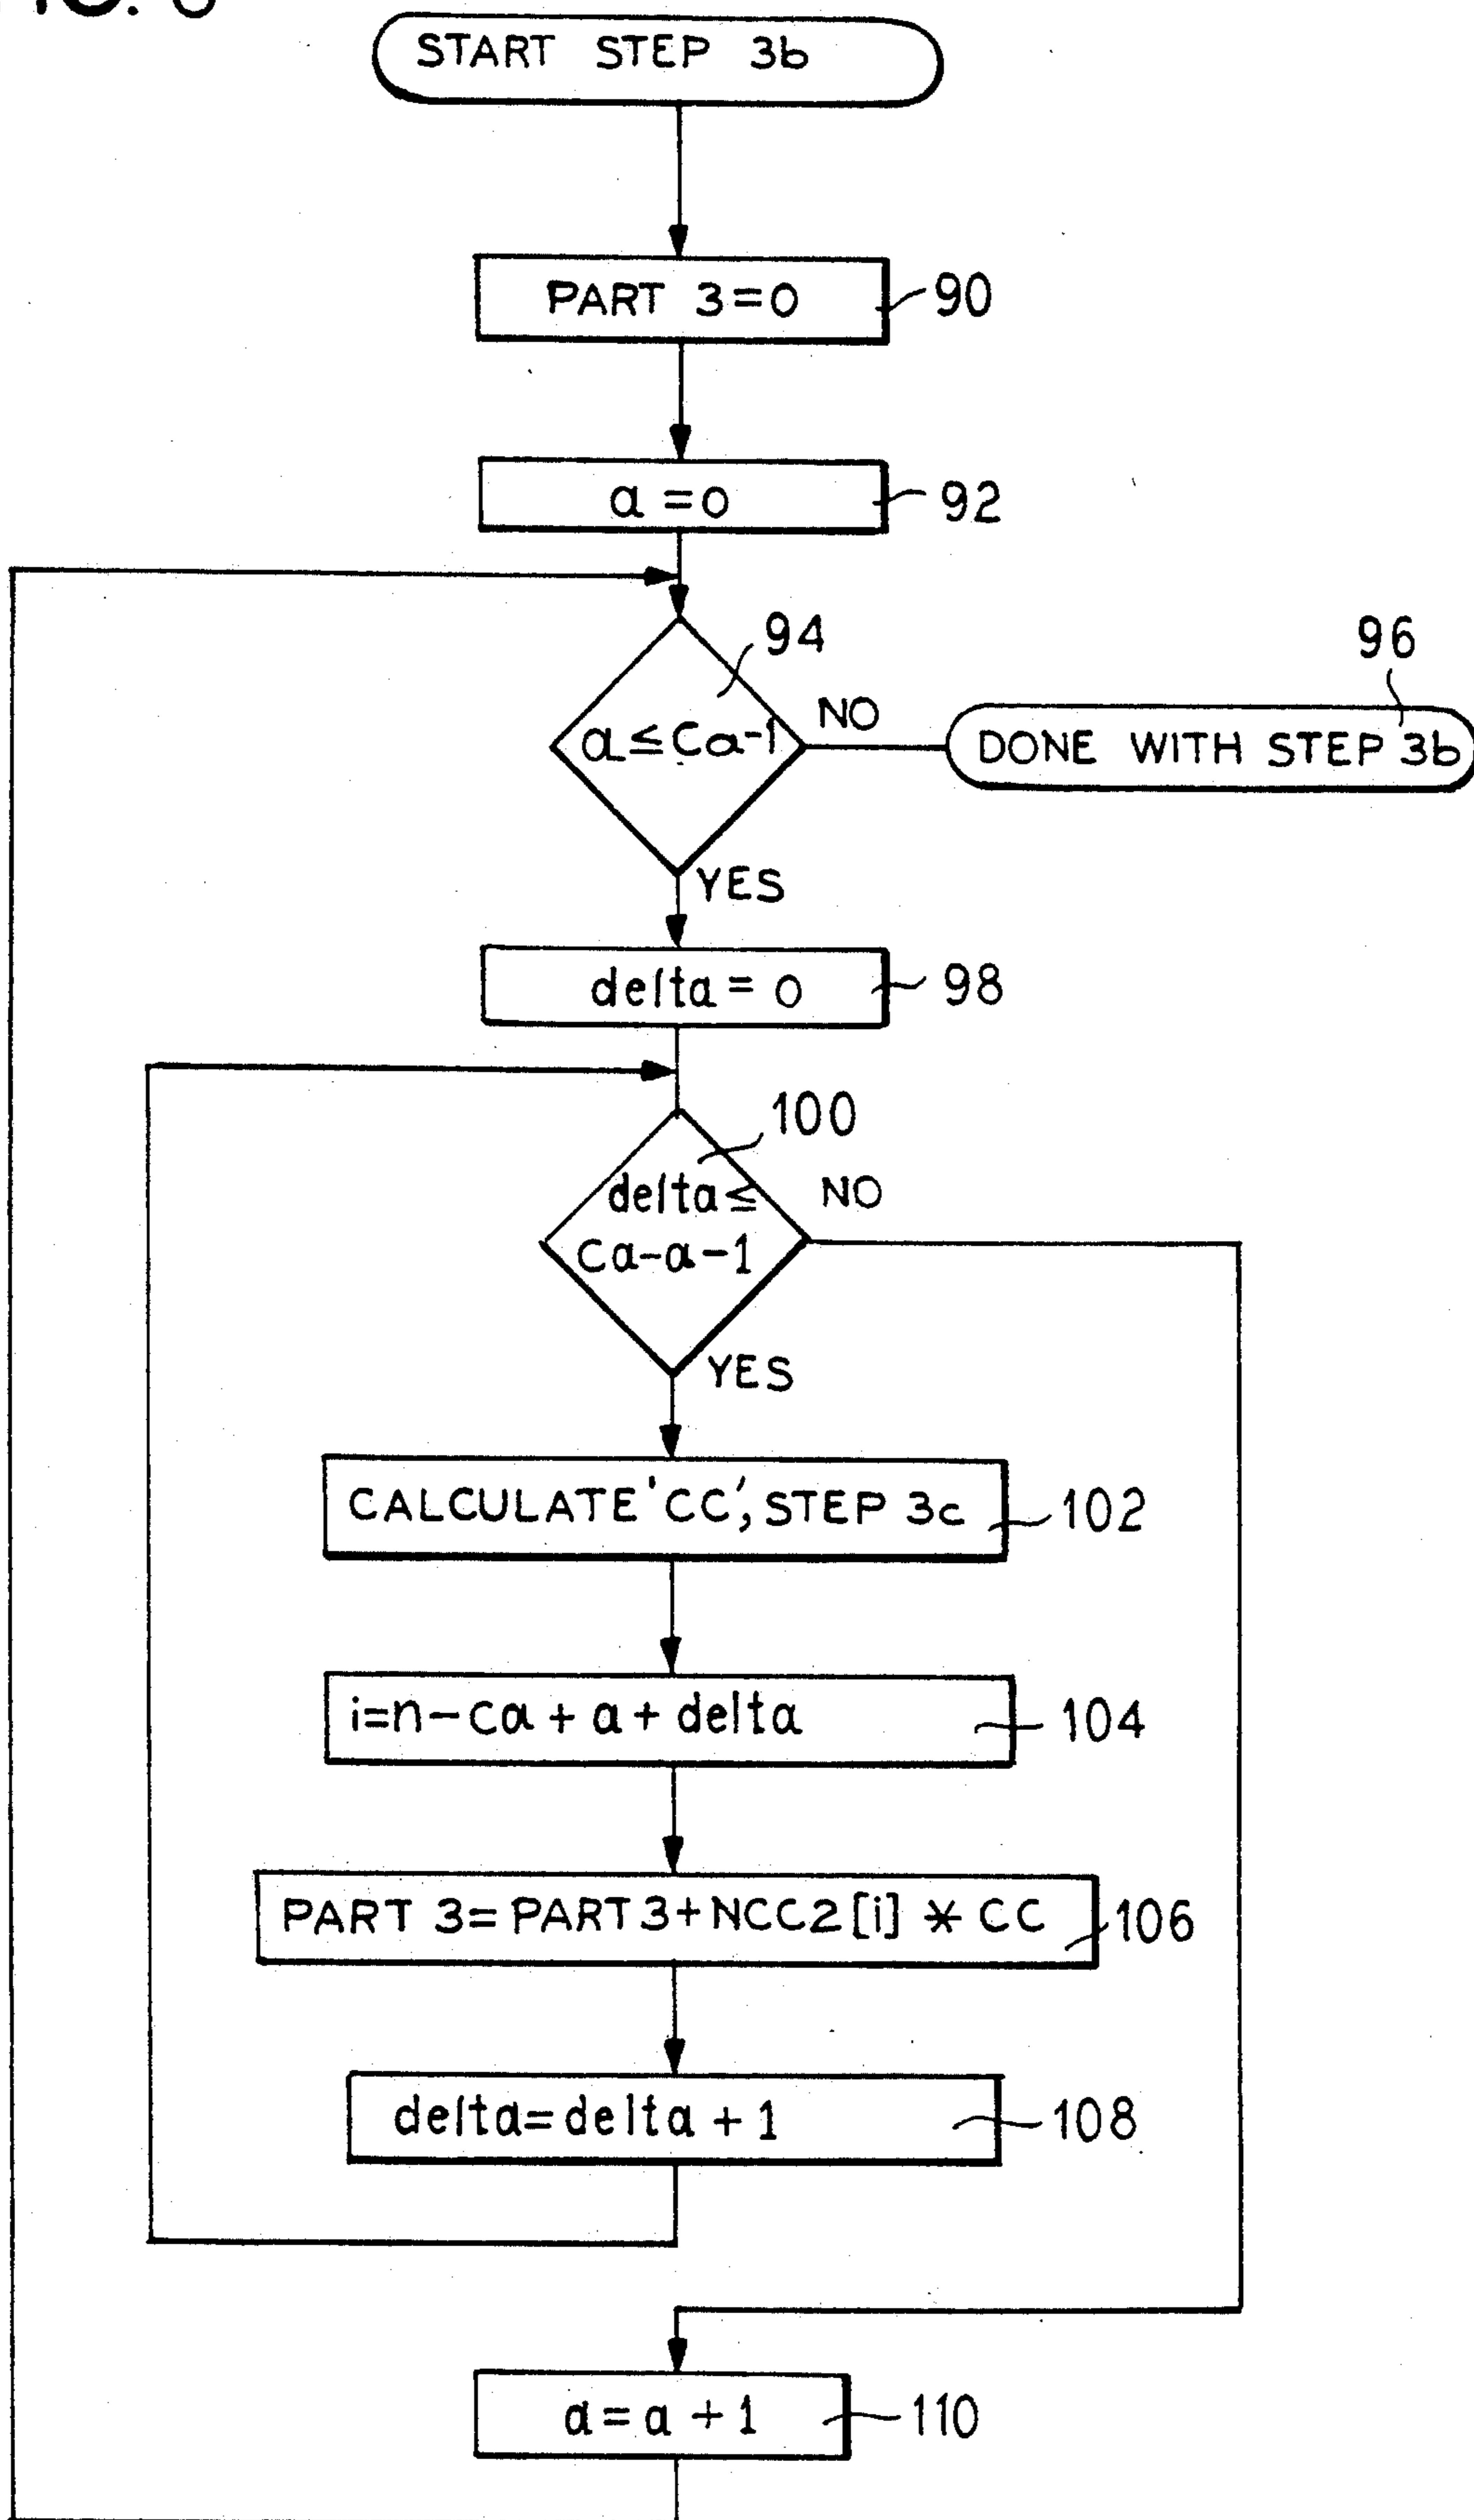 START STEP 3b
PART 3=0
90
a =0
92
94
96
a ≤ Ca-1
NO
DONE WITH STEP 3b
YES
delta = 0
98
100
delta ≤
NO
Ca-a-1
YES
CALCULATE 'CC', STEP 3c
102
i=n-ca+a+delta
104
PART 3=PART3+NCC2[i] * CC
106
delta=delta+1
108
a=a+1
110